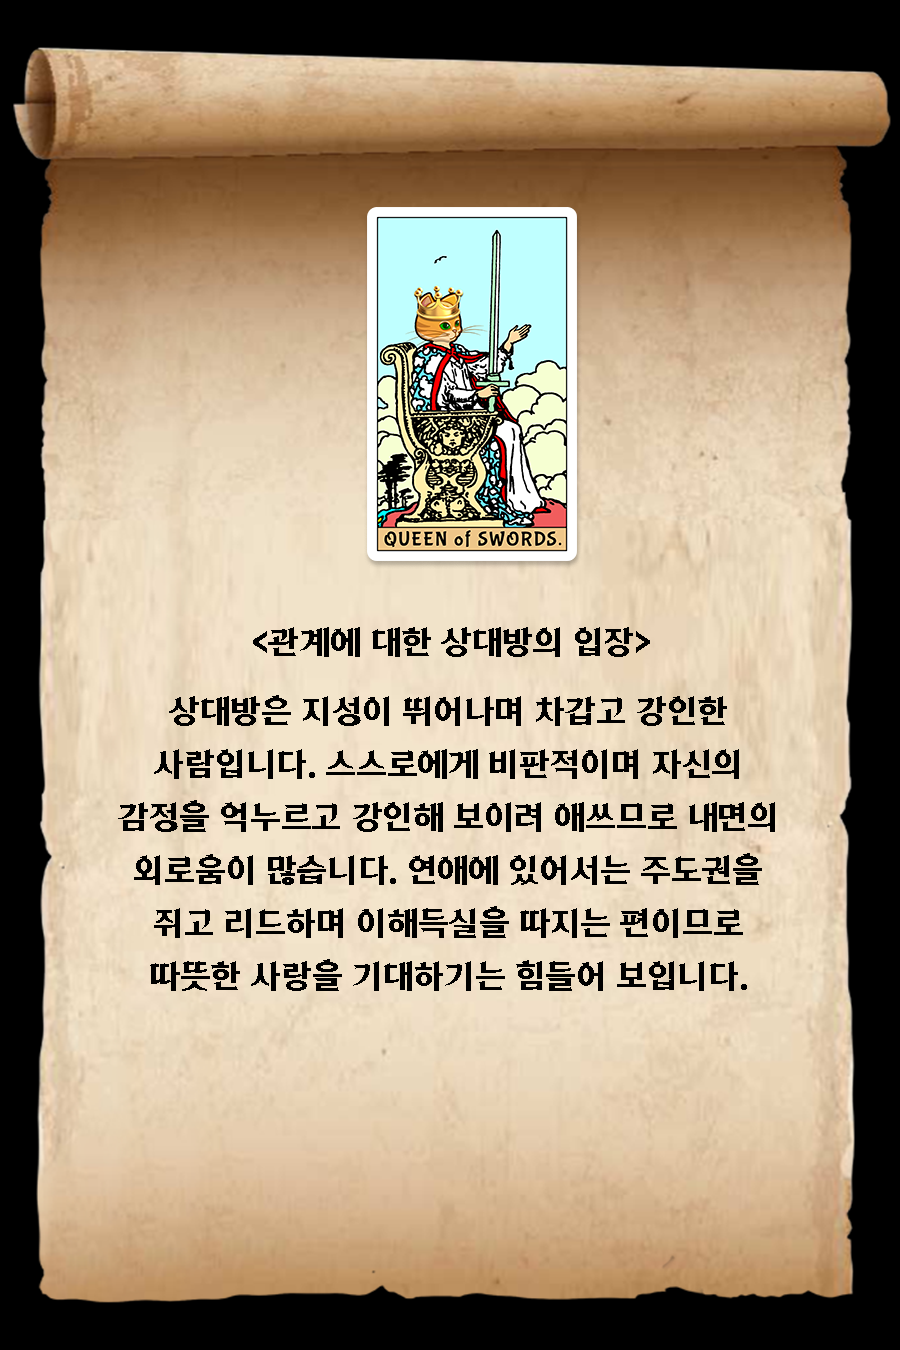 QUEEN of SWORDS.
<관계에 대한 상대방의 입장>
상대방은 지성이 뛰어나며 차갑고 강인한
사람입니다. 스스로에게 비판적이며 자신의
감정을 억누르고 강인해 보이려 애쓰므로 내면의
외로움이 많습니다. 연애에 있어서는 주도권을
쥐고 리드하며 이해득실을 따지는 편이므로
따뜻한 사랑을 기대하기는 힘들어 보입니다.